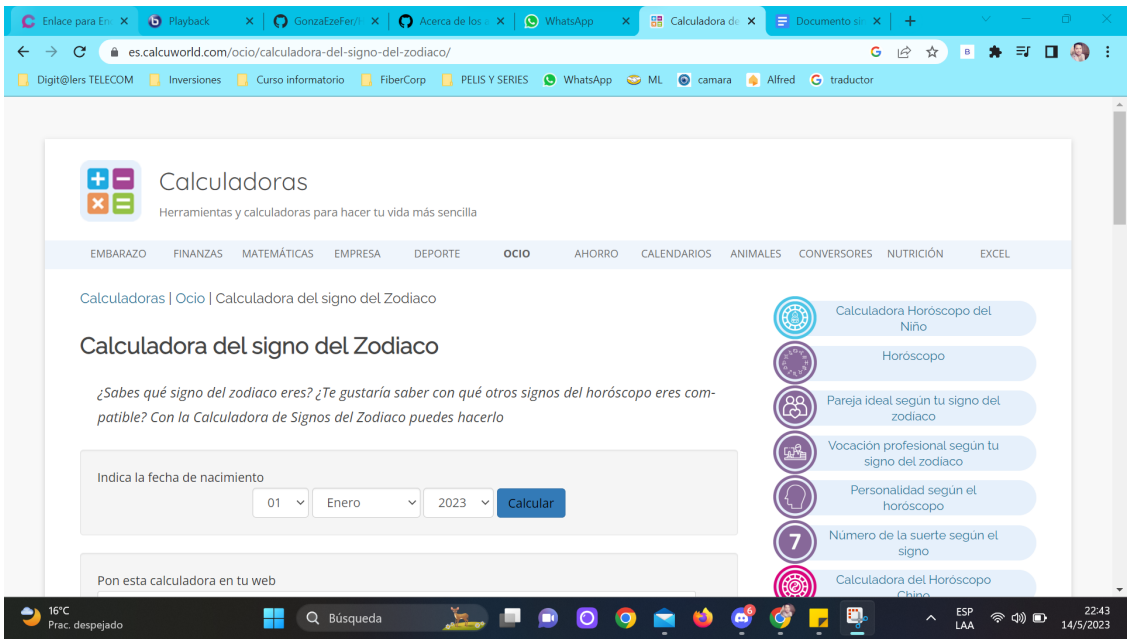 Enlace para En
Playback
GonzaEzeFer/H
Acerca de los
WhatsApp
Calculadora de
Documento sin
es.calcuworld.com/ocio/calculadora-del-signo-del-zodiaco/
Digit@lers TELECOM
Inversiones
Curso informatorio
FiberCorp
PELIS Y SERIES
WhatsApp
ML
camara
Alfred
traductor
Calculadoras
Herramientas y calculadoras para hacer tu vida más sencilla
EMBARAZO FINANZAS MATEMÁTICAS EMPRESA DEPORTE OCIO AHORRO CALENDARIOS ANIMALES CONVERSORES NUTRICIÓN EXCEL
Calculadoras | Ocio | Calculadora del signo del Zodiaco
Calculadora del signo del Zodiaco
¿Sabes qué signo del zodiaco eres? ¿Te gustaría saber con qué otros signos del horóscopo eres com-
patible? Con la Calculadora de Signos del Zodiaco puedes hacerlo
Indica la fecha de nacimiento
01 Enero 2023 Calcular
Pon esta calculadora en tu web
Calculadora Horóscopo del
Niño
Horóscopo
Pareja ideal según tu signo del
zodíaco
Vocación profesional según tu
signo del zodiaco
Personalidad según el
horóscopo
7
Número de la suerte según el
signo
Calculadora del Horóscopo
Chino
16°C
Prac. despejado
Búsqueda
ESP
LAA
22:43
14/5/2023